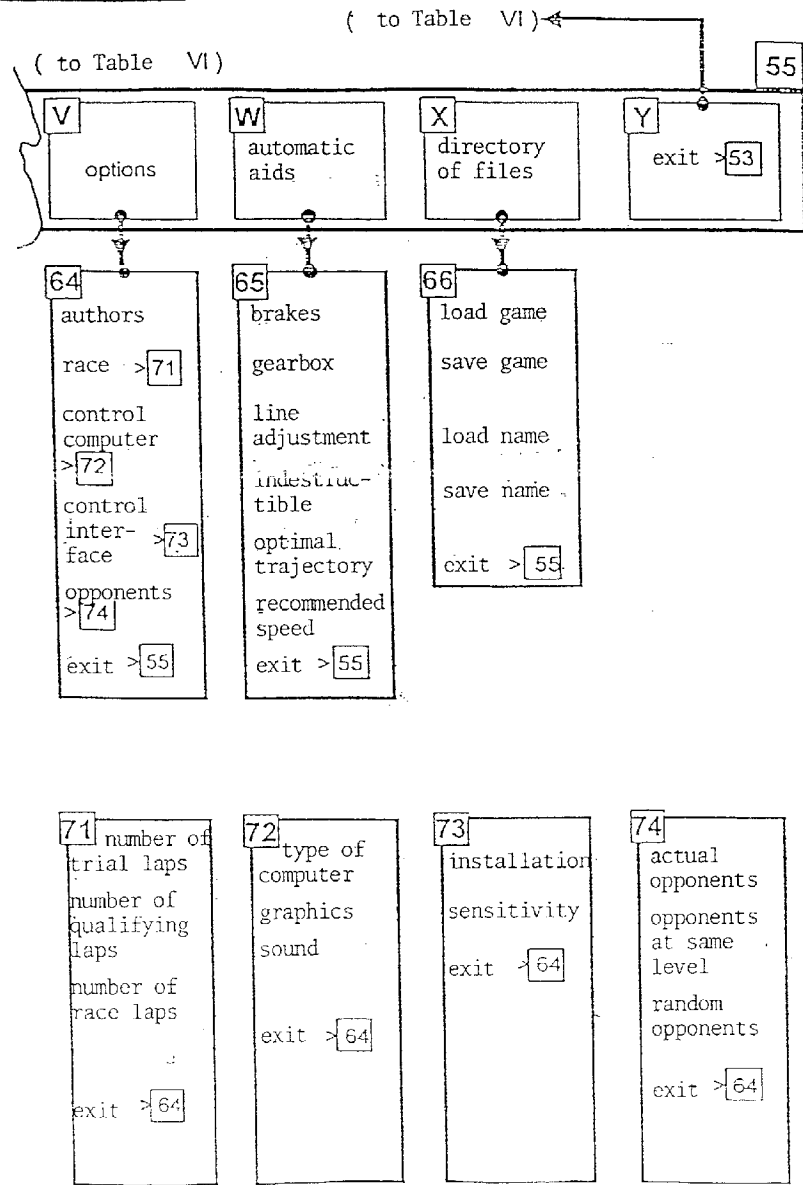 ( to Table VI )
( to Table VI )
55
V
options
W
automatic
aids
X
directory
of files
Y
exit >53
64
authors
race >71
control
computer
>72
control
inter-
face >73
opponents
>74
exit >55
65
brakes
gearbox
line
adjustment
indestruc-
tible
optimal
trajectory
recommended
speed
exit >55
66
load game
save game
load name
save name
exit > 55
71 number of
trial laps
number of
qualifying
laps
number of
race laps
exit >64
72 type of
computer
graphics
sound
exit >64
73
installation
sensitivity
exit >64
74
actual
opponents
opponents
at same
level
random
opponents
exit >64